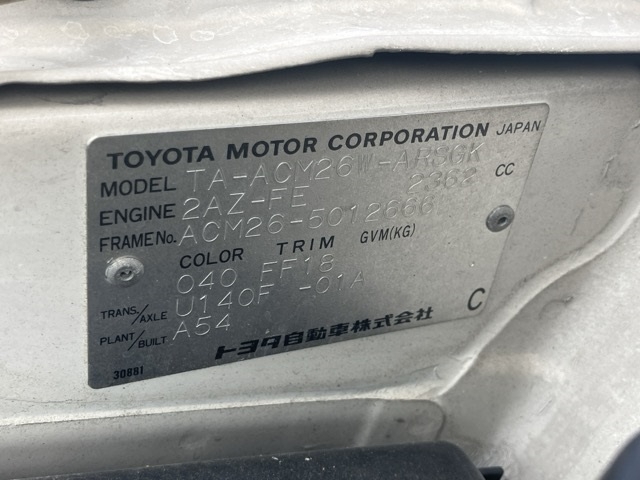 TOYOTA MOTOR CORPORATION JAPAN
MODEL TA-ACM26W-ARSGK
ENGINE 2AZ-FE 2362 CC
FRAME No. ACM26-5012666
COLOR TRIM GVM(KG)
040 FF18
TRANS./AXLE U140F -01A
PLANT/BUILT A54 C
トヨタ自動車株式会社
30881